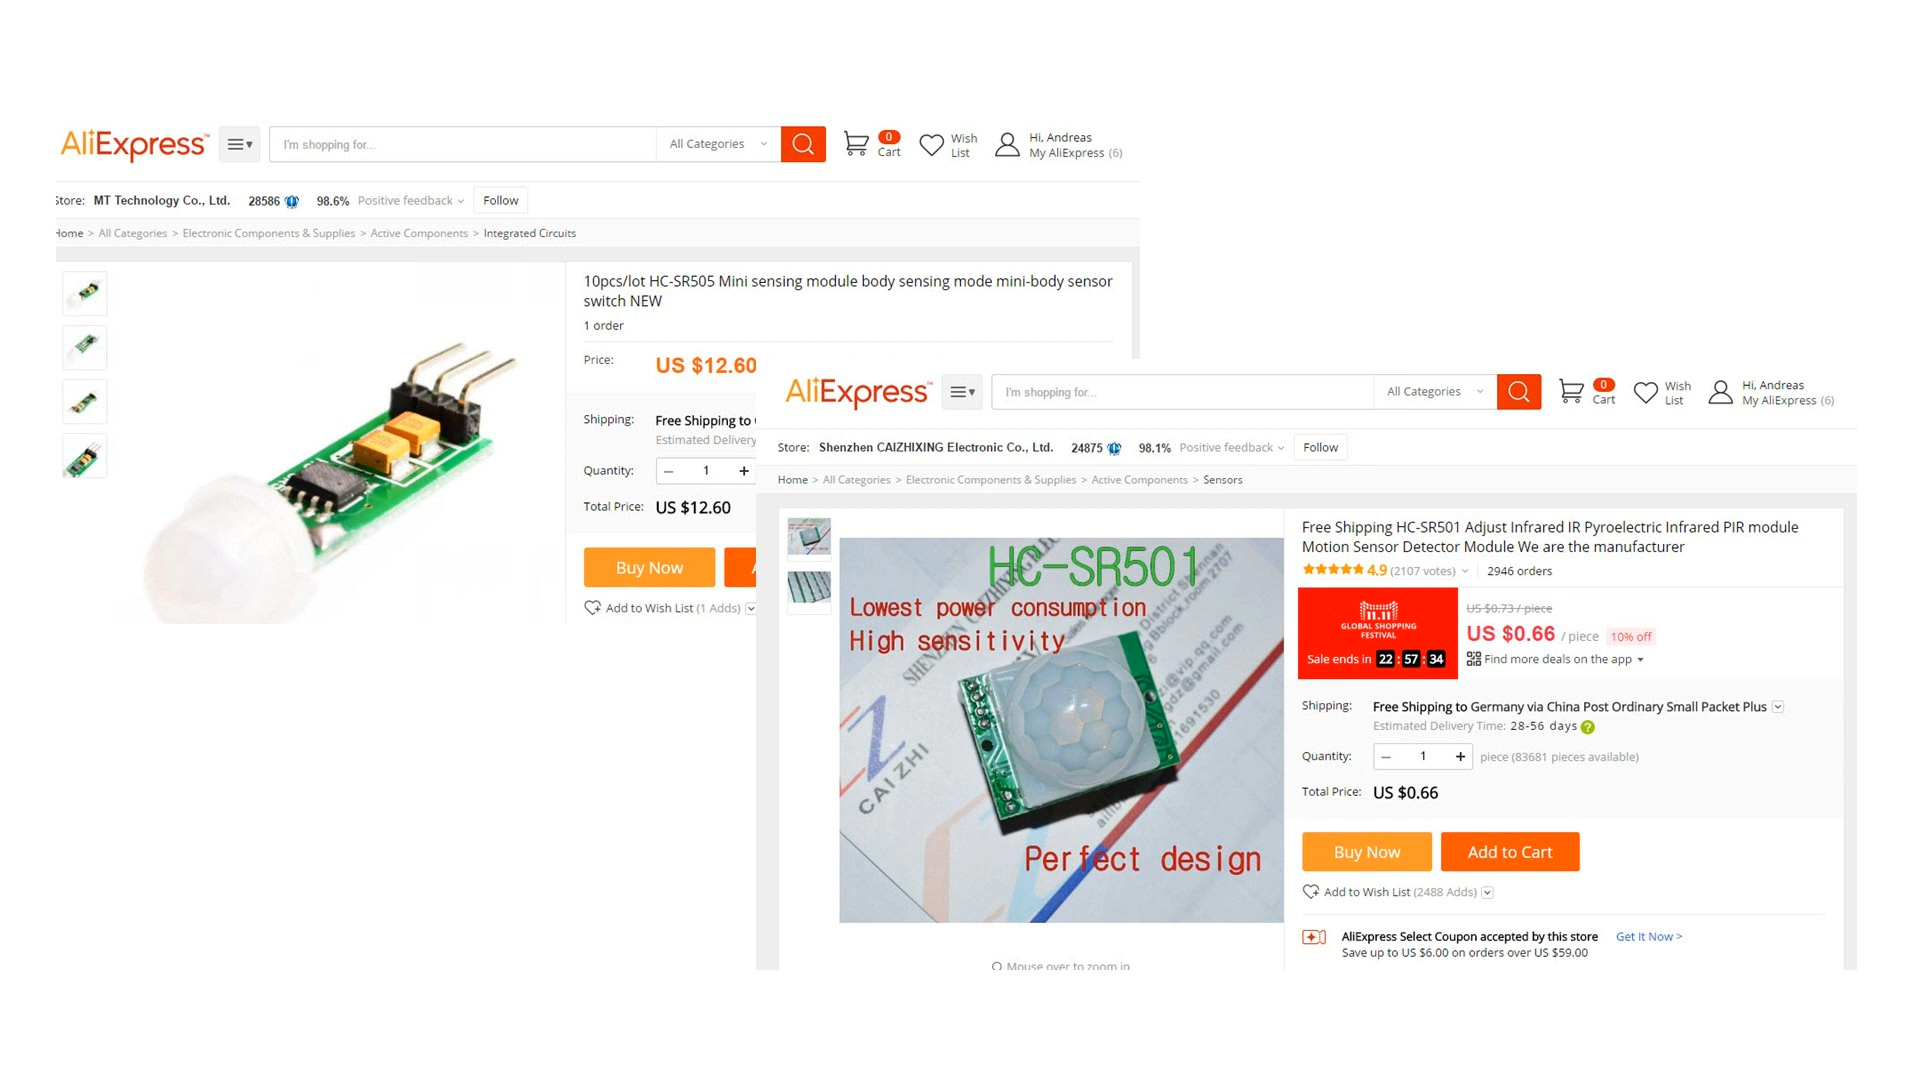 AliExpress™
I'm shopping for...
All Categories
0
Cart
Wish
List
Hi, Andreas
My AliExpress (6)
Store: MT Technology Co., Ltd. 28586 98.6% Positive feedback Follow
Home > All Categories > Electronic Components & Supplies > Active Components > Integrated Circuits
10pcs/lot HC-SR505 Mini sensing module body sensing mode mini-body sensor
switch NEW
1 order
Price: US $12.60
Shipping: Free Shipping to
Estimated Delivery
Quantity: − 1 +
Total Price: US $12.60
Buy Now
Add to Wish List (1 Adds)
AliExpress™
I'm shopping for...
All Categories
0
Cart
Wish
List
Hi, Andreas
My AliExpress (6)
Store: Shenzhen CAIZHIXING Electronic Co., Ltd. 24875 98.1% Positive feedback Follow
Home > All Categories > Electronic Components & Supplies > Active Components > Sensors
HC-SR501
Lowest power consumption
High sensitivity
CAIZHI
Perfect design
Mouse over to zoom in
Free Shipping HC-SR501 Adjust Infrared IR Pyroelectric Infrared PIR module
Motion Sensor Detector Module We are the manufacturer
4.9 (2107 votes) 2946 orders
11.11
GLOBAL SHOPPING
FESTIVAL
Sale ends in 22 : 57 : 34
US $0.73 / piece
US $0.66 / piece 10% off
Find more deals on the app
Shipping: Free Shipping to Germany via China Post Ordinary Small Packet Plus
Estimated Delivery Time: 28-56 days ?
Quantity: − 1 + piece (83681 pieces available)
Total Price: US $0.66
Buy Now
Add to Cart
Add to Wish List (2488 Adds)
AliExpress Select Coupon accepted by this store Get It Now >
Save up to US $6.00 on orders over US $59.00